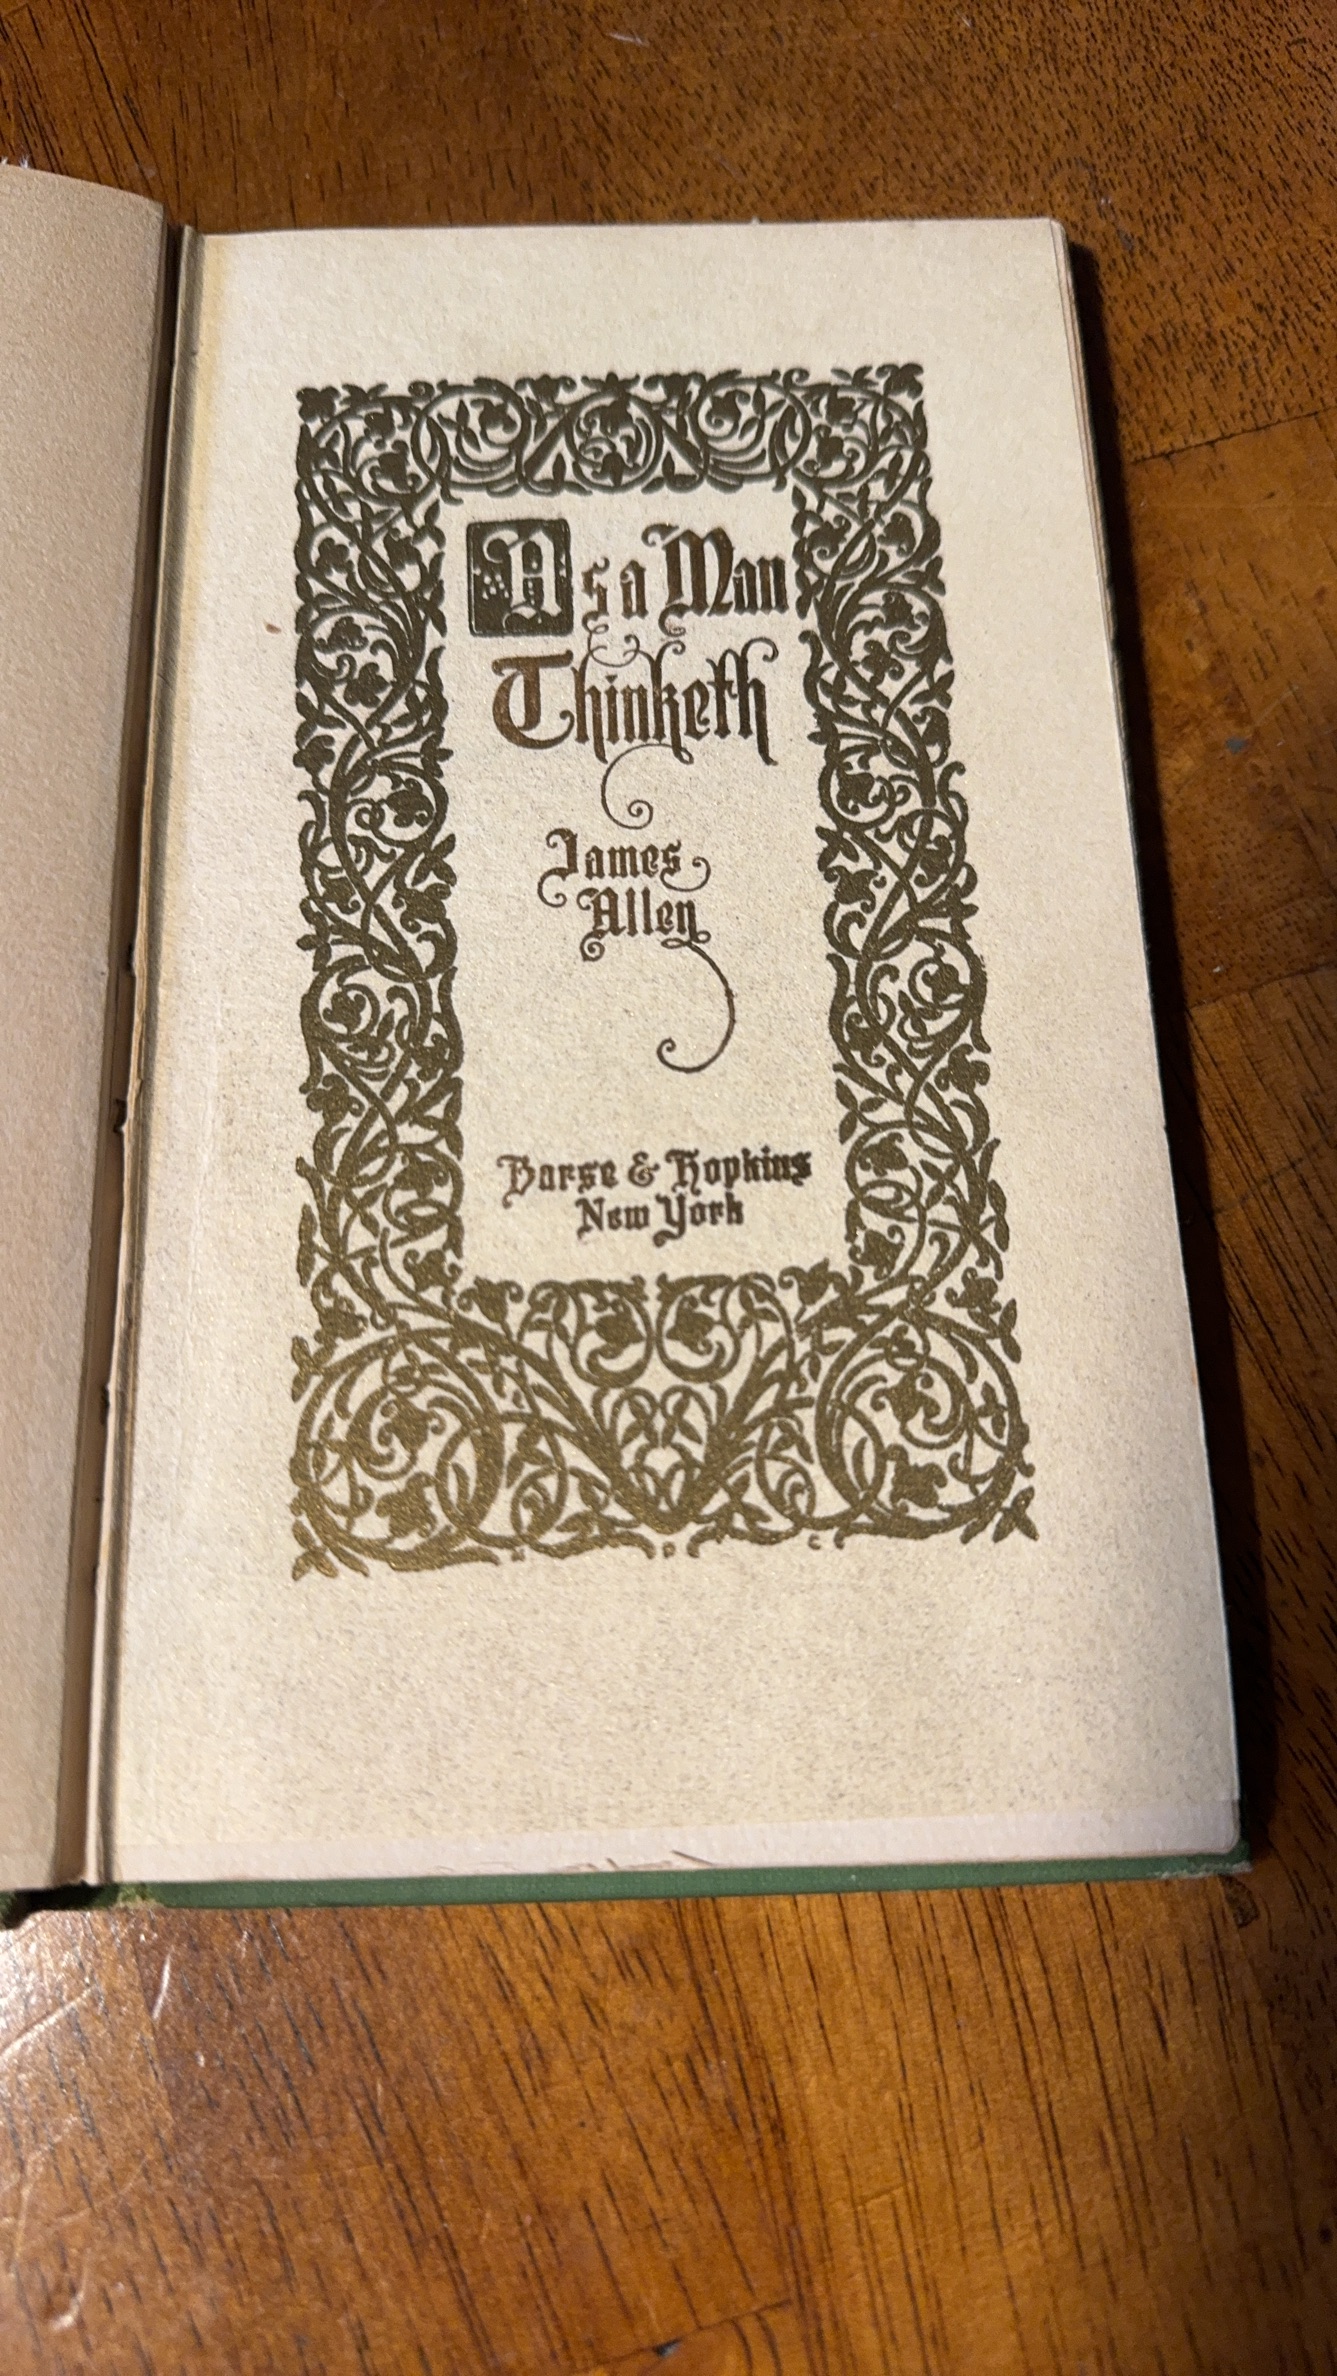 As a Man
Thinketh
James
Allen
Barse & Hopkins
New York